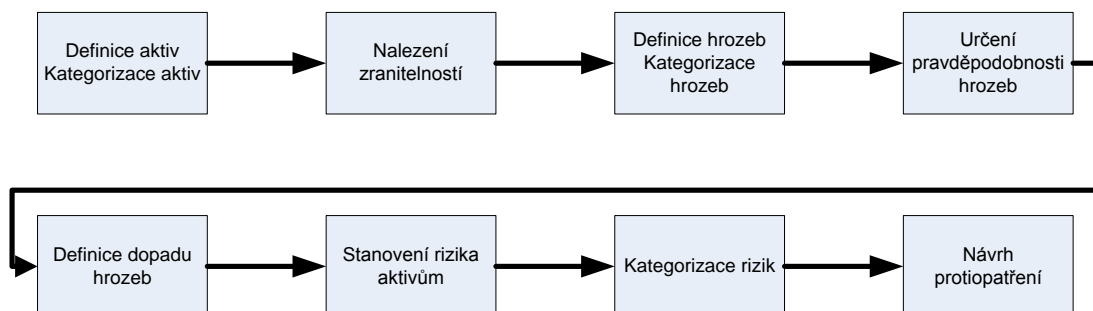 Definice aktiv
Kategorizace aktiv
Nalezení
zranitelností
Definice hrozeb
Kategorizace
hrozeb
Určení
pravděpodobnosti
hrozeb
Definice dopadu
hrozeb
Stanovení rizika
aktivům
Kategorizace rizik
Návrh
protiopatření